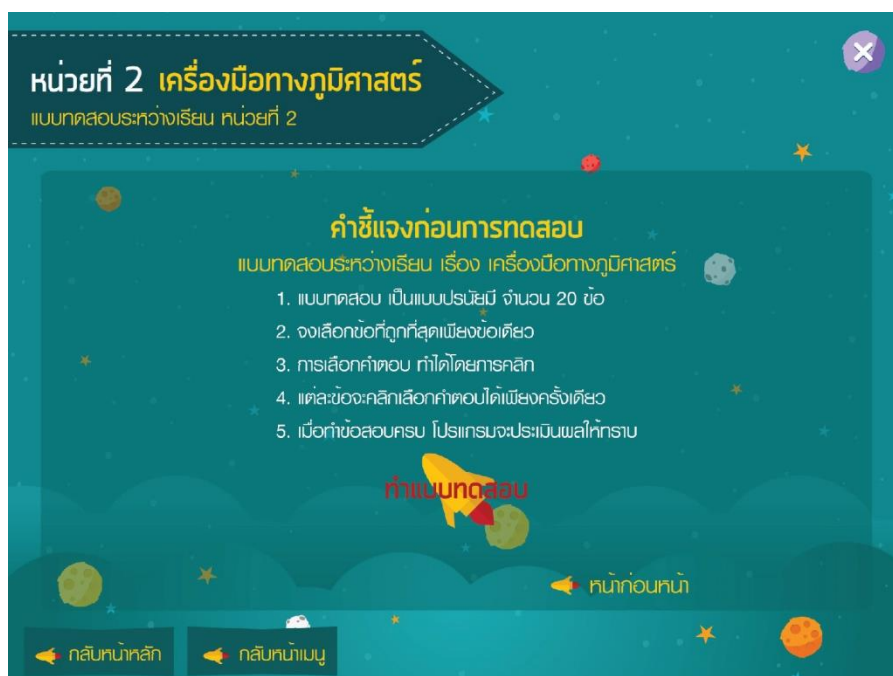 หน่วยที่ 2 เครื่องมือทางภูมิศาสตร์
แบบทดสอบระหว่างเรียน หน่วยที่ 2
คำชี้แจงก่อนการทดสอบ
แบบทดสอบระหว่างเรียน เรื่อง เครื่องมือทางภูมิศาสตร์
1. แบบทดสอบ เป็นแบบปรนัยมี จำนวน 20 ข้อ
2. จงเลือกข้อที่ถูกที่สุดเพียงข้อเดียว
3. การเลือกคำตอบ ทำได้โดยการคลิก
4. แต่ละข้อจะคลิกเลือกคำตอบได้เพียงครั้งเดียว
5. เมื่อทำข้อสอบครบ โปรแกรมจะประเมินผลให้ทราบ
ทำแบบทดสอบ
หน้าก่อนหน้า
กลับหน้าหลัก กลับหน้าเมนู